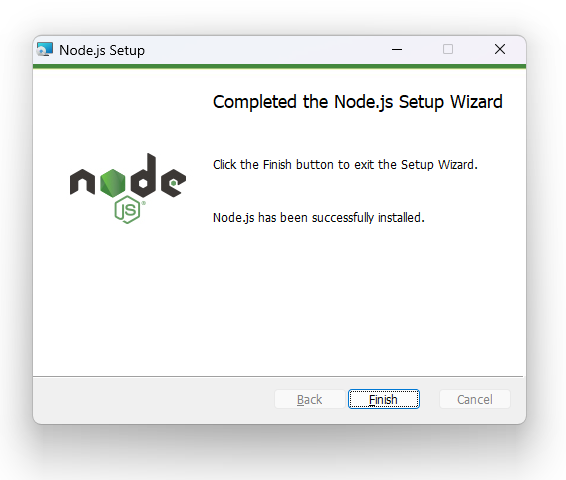 Node.js Setup
Completed the Node.js Setup Wizard
Click the Finish button to exit the Setup Wizard.
node
JS®
Node.js has been successfully installed.
Back
Finish
Cancel